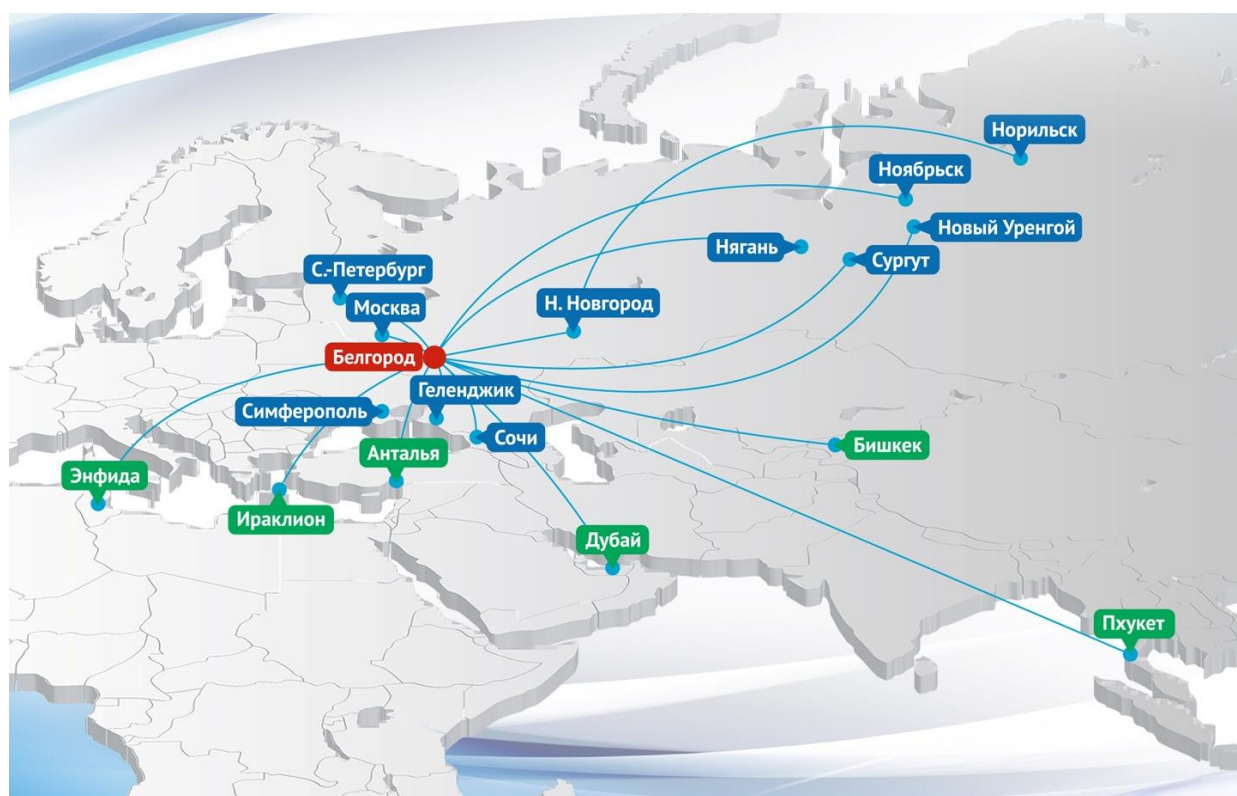 Норильск
Ноябрьск
Новый Уренгой
Нягань
Сургут
С.-Петербург
Москва
Н. Новгород
Белгород
Геленджик
Симферополь
Сочи
Анталья
Бишкек
Энфида
Ираклион
Дубай
Пхукет